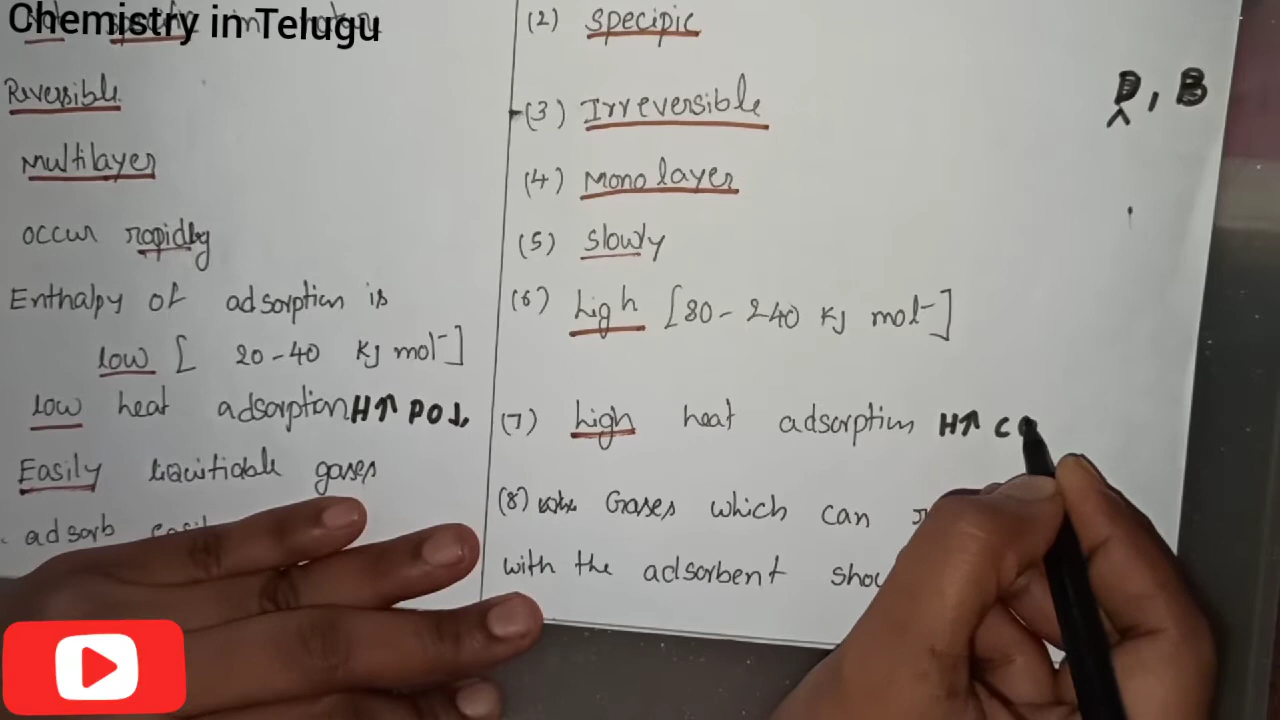 Chemistry in Telugu
Reversible
Multilayer
occur rapidly
Enthalpy of adsorption is
low [ 20-40 KJ mol⁻]
low heat adsorption H↑ PO↓
Easily gases
adsorb
(2) Specipic
(3) Irreversible
(4) Mono layer
(5) Slowly
(6) high [80-240 KJ mol⁻]
(7) high heat adsorption H↑ C
(8) Gases which can
with the adsorbent
P, B